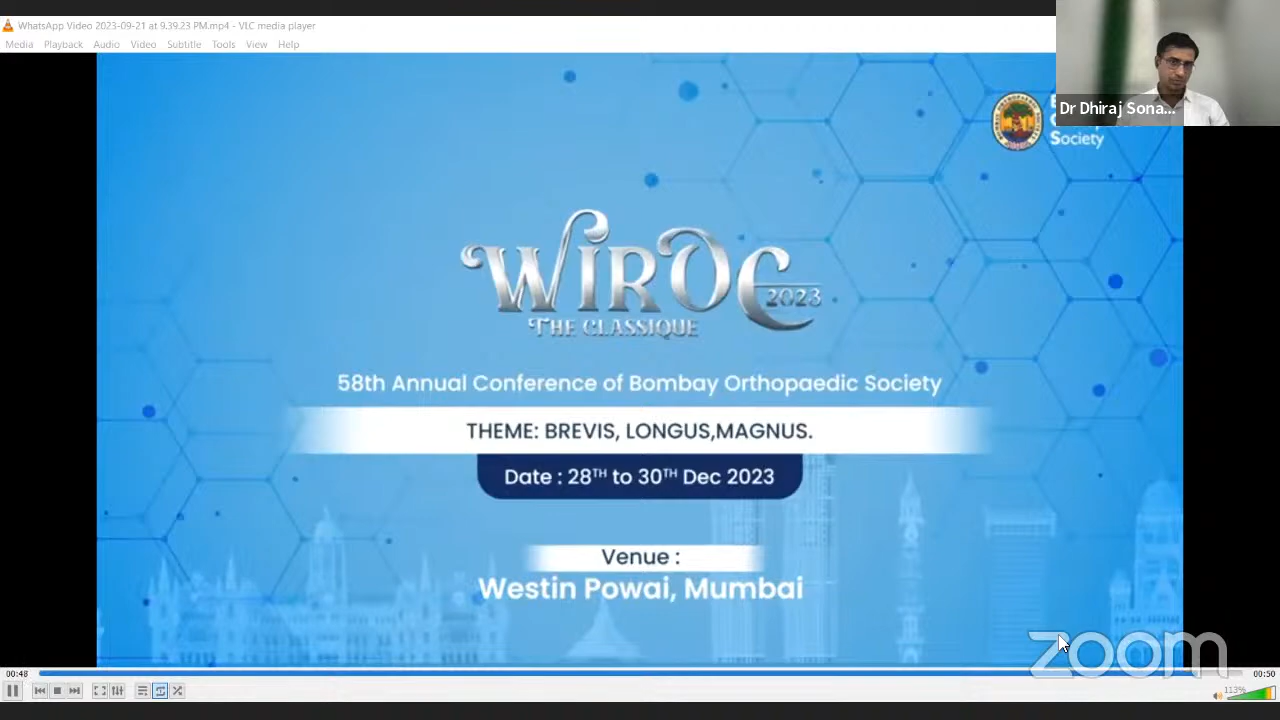 WhatsApp Video 2023-09-21 at 9.39.23 PM.mp4 - VLC media player
Media Playback Audio Video Subtitle Tools View Help
Dr Dhiraj Sona...
Society
WIROC
2023
THE CLASSIQUE
58th Annual Conference of Bombay Orthopaedic Society
THEME: BREVIS, LONGUS,MAGNUS.
Date : 28TH to 30TH Dec 2023
Venue :
Westin Powai, Mumbai
zoom
00:48
00:50
113%